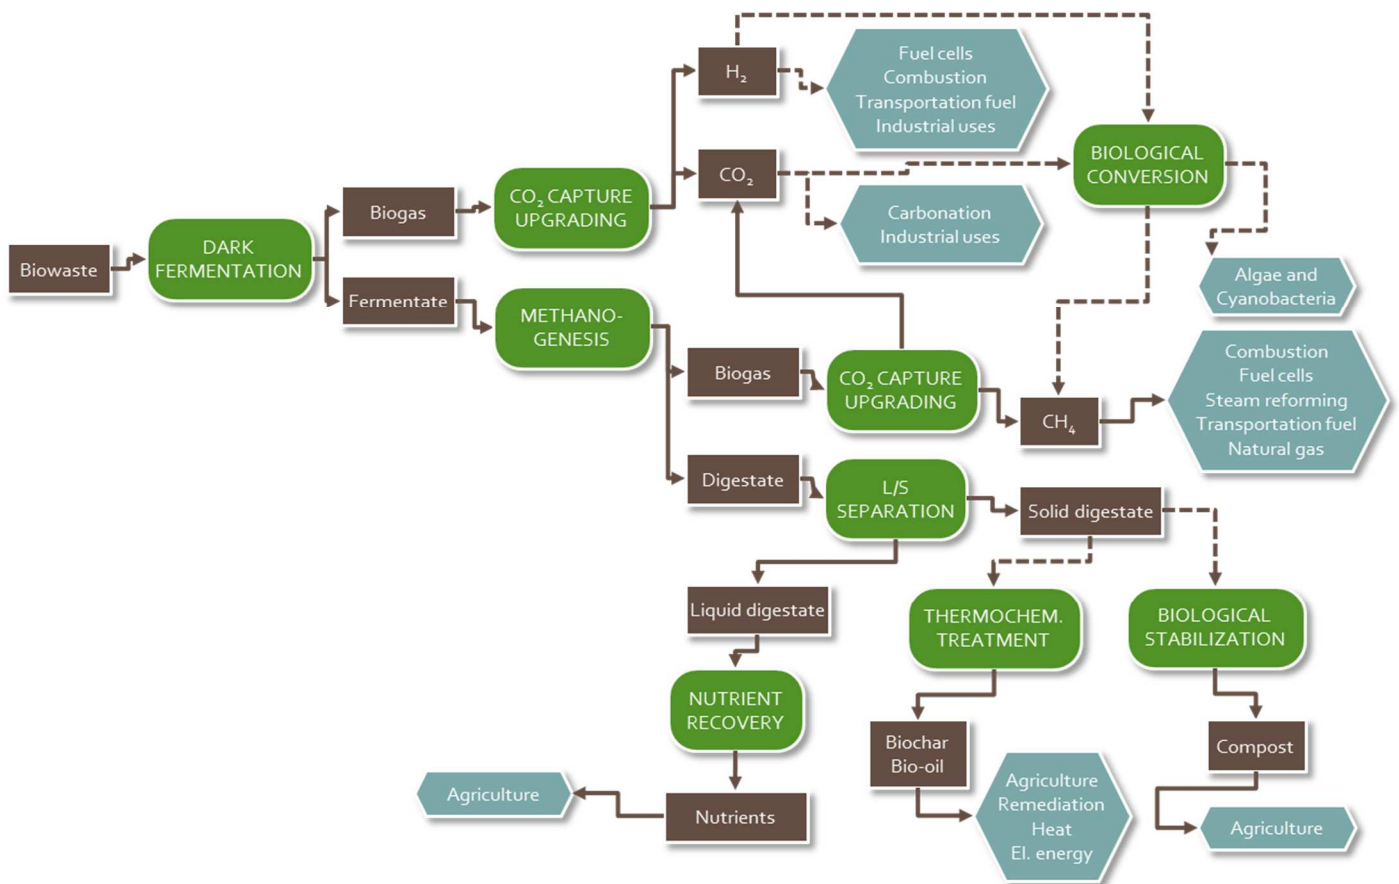 H₂
Fuel cells
Combustion
Transportation fuel
Industrial uses
BIOLOGICAL
CONVERSION
CO₂
Biogas
CO₂ CAPTURE
UPGRADING
Carbonation
Industrial uses
Biowaste
DARK
FERMENTATION
Algae and
Cyanobacteria
Fermentate
METHANO-
GENESIS
Biogas
CO₂ CAPTURE
UPGRADING
CH₄
Combustion
Fuel cells
Steam reforming
Transportation fuel
Natural gas
Digestate
L/S
SEPARATION
Solid digestate
Liquid digestate
THERMOCHEM.
TREATMENT
BIOLOGICAL
STABILIZATION
NUTRIENT
RECOVERY
Biochar
Bio-oil
Compost
Agriculture
Nutrients
Agriculture
Remediation
Heat
El. energy
Agriculture